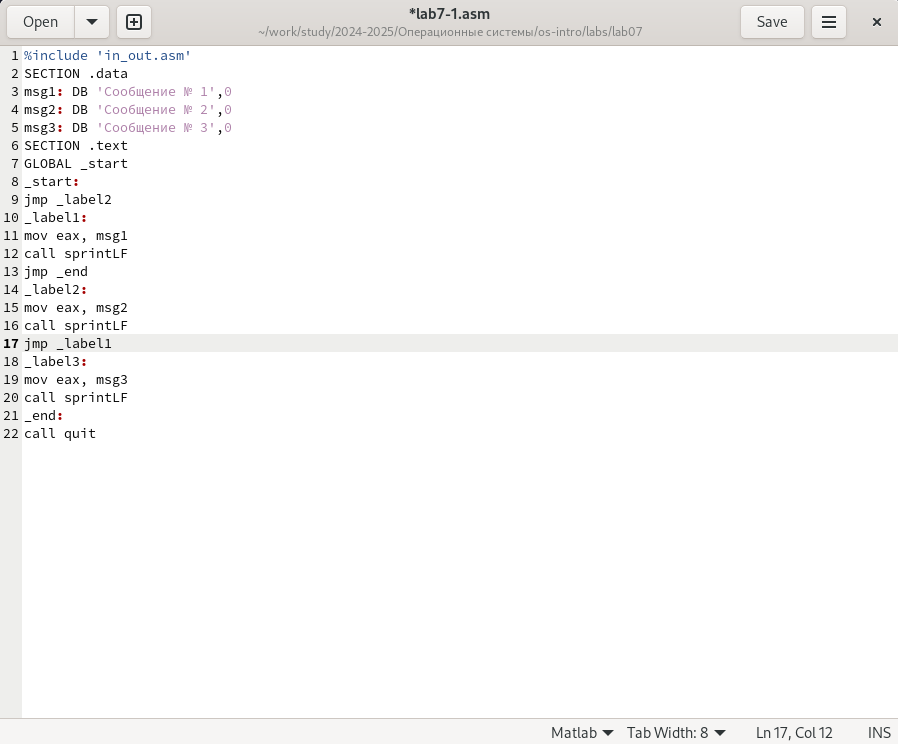 Open
*lab7-1.asm
~/work/study/2024-2025/Операционные системы/os-intro/labs/lab07
Save
1 %include 'in_out.asm'
2 SECTION .data
3 msg1: DB 'Сообщение № 1',0
4 msg2: DB 'Сообщение № 2',0
5 msg3: DB 'Сообщение № 3',0
6 SECTION .text
7 GLOBAL _start
8 _start:
9 jmp _label2
10 _label1:
11 mov eax, msg1
12 call sprintLF
13 jmp _end
14 _label2:
15 mov eax, msg2
16 call sprintLF
17 jmp _label1
18 _label3:
19 mov eax, msg3
20 call sprintLF
21 _end:
22 call quit
Matlab Tab Width: 8 Ln 17, Col 12 INS